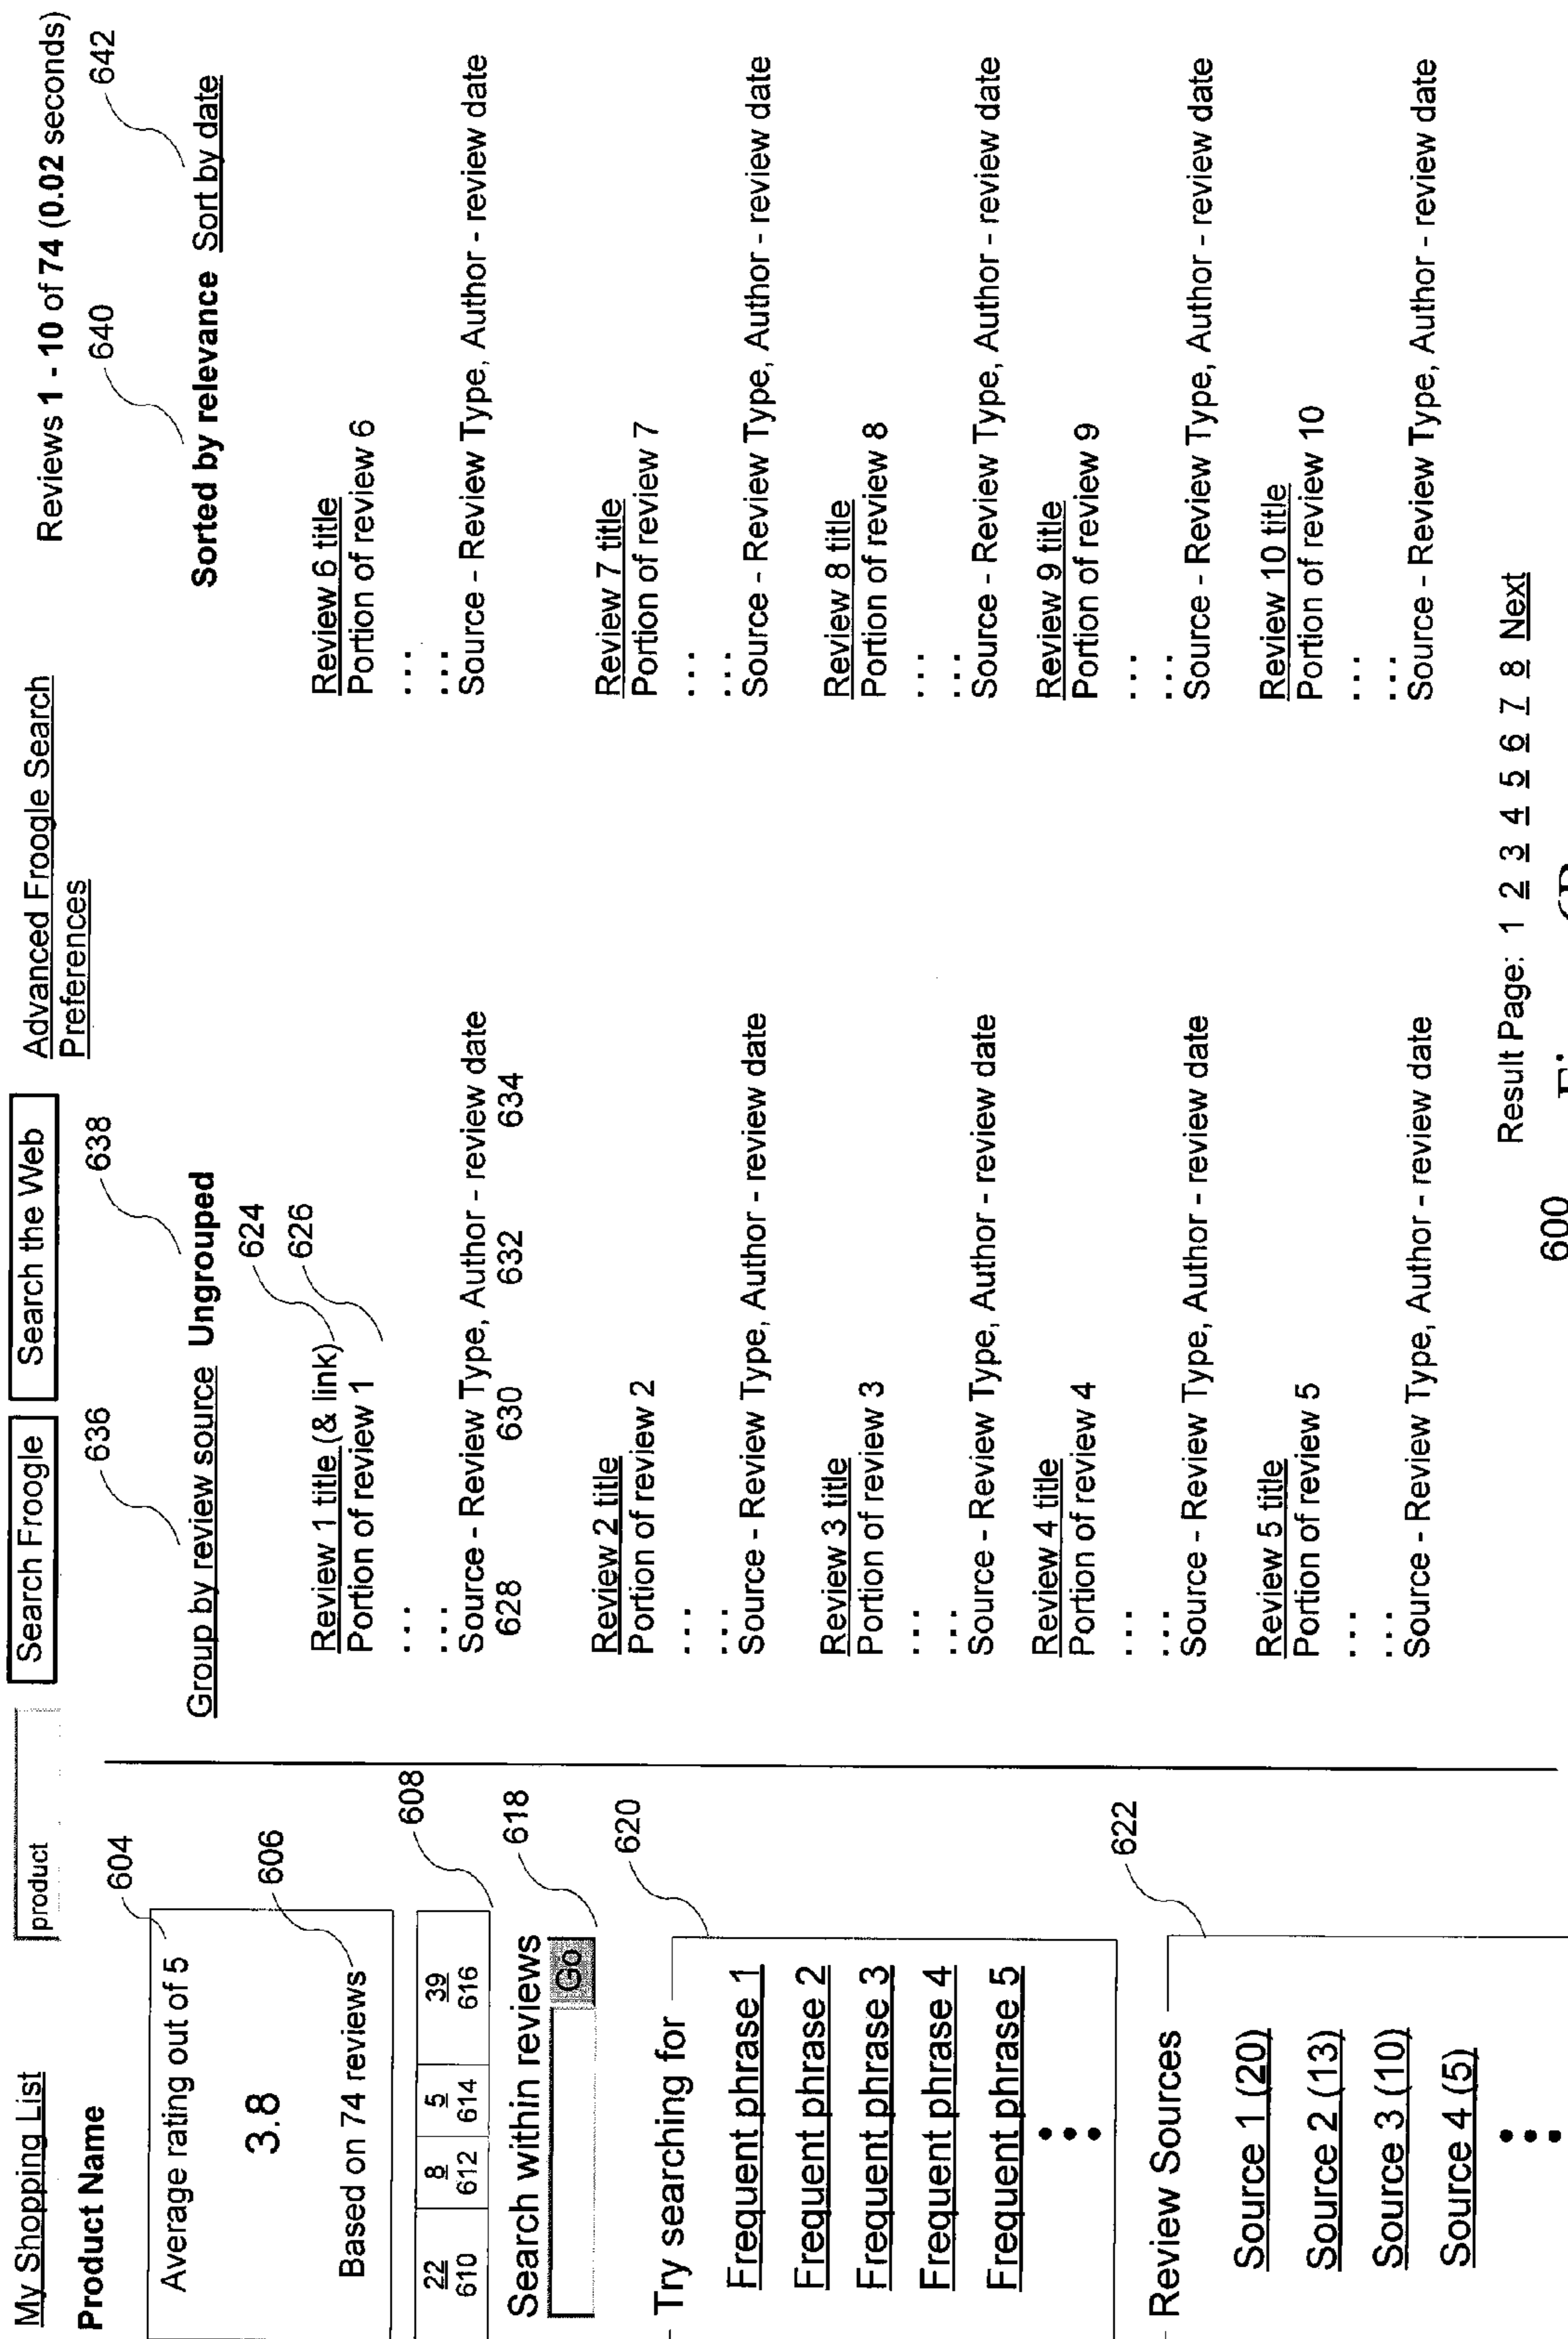 My Shopping List
product
Search Froogle
Search the Web
Advanced Froogle Search
Preferences
Reviews 1 - 10 of 74 (0.02 seconds)
Product Name
604
Average rating out of 5
3.8
606
Based on 74 reviews
608
22 8 5 39
610 612 614 616
Search within reviews
618
Go
620
Try searching for
Frequent phrase 1
Frequent phrase 2
Frequent phrase 3
Frequent phrase 4
Frequent phrase 5
622
Review Sources
Source 1 (20)
Source 2 (13)
Source 3 (10)
Source 4 (5)
636 638
Group by review source Ungrouped
624
626
Review 1 title (& link)
Portion of review 1
...
...
Source - Review Type, Author - review date
628 630 632 634
Review 2 title
Portion of review 2
...
...
Source - Review Type, Author - review date
Review 3 title
Portion of review 3
...
...
Source - Review Type, Author - review date
Review 4 title
Portion of review 4
...
...
Source - Review Type, Author - review date
Review 5 title
Portion of review 5
...
...
Source - Review Type, Author - review date
640 642
Sorted by relevance Sort by date
Review 6 title
Portion of review 6
...
...
Source - Review Type, Author - review date
Review 7 title
Portion of review 7
...
...
Source - Review Type, Author - review date
Review 8 title
Portion of review 8
...
...
Source - Review Type, Author - review date
Review 9 title
Portion of review 9
...
...
Source - Review Type, Author - review date
Review 10 title
Portion of review 10
...
...
Source - Review Type, Author - review date
Result Page: 1 2 3 4 5 6 7 8 Next
600